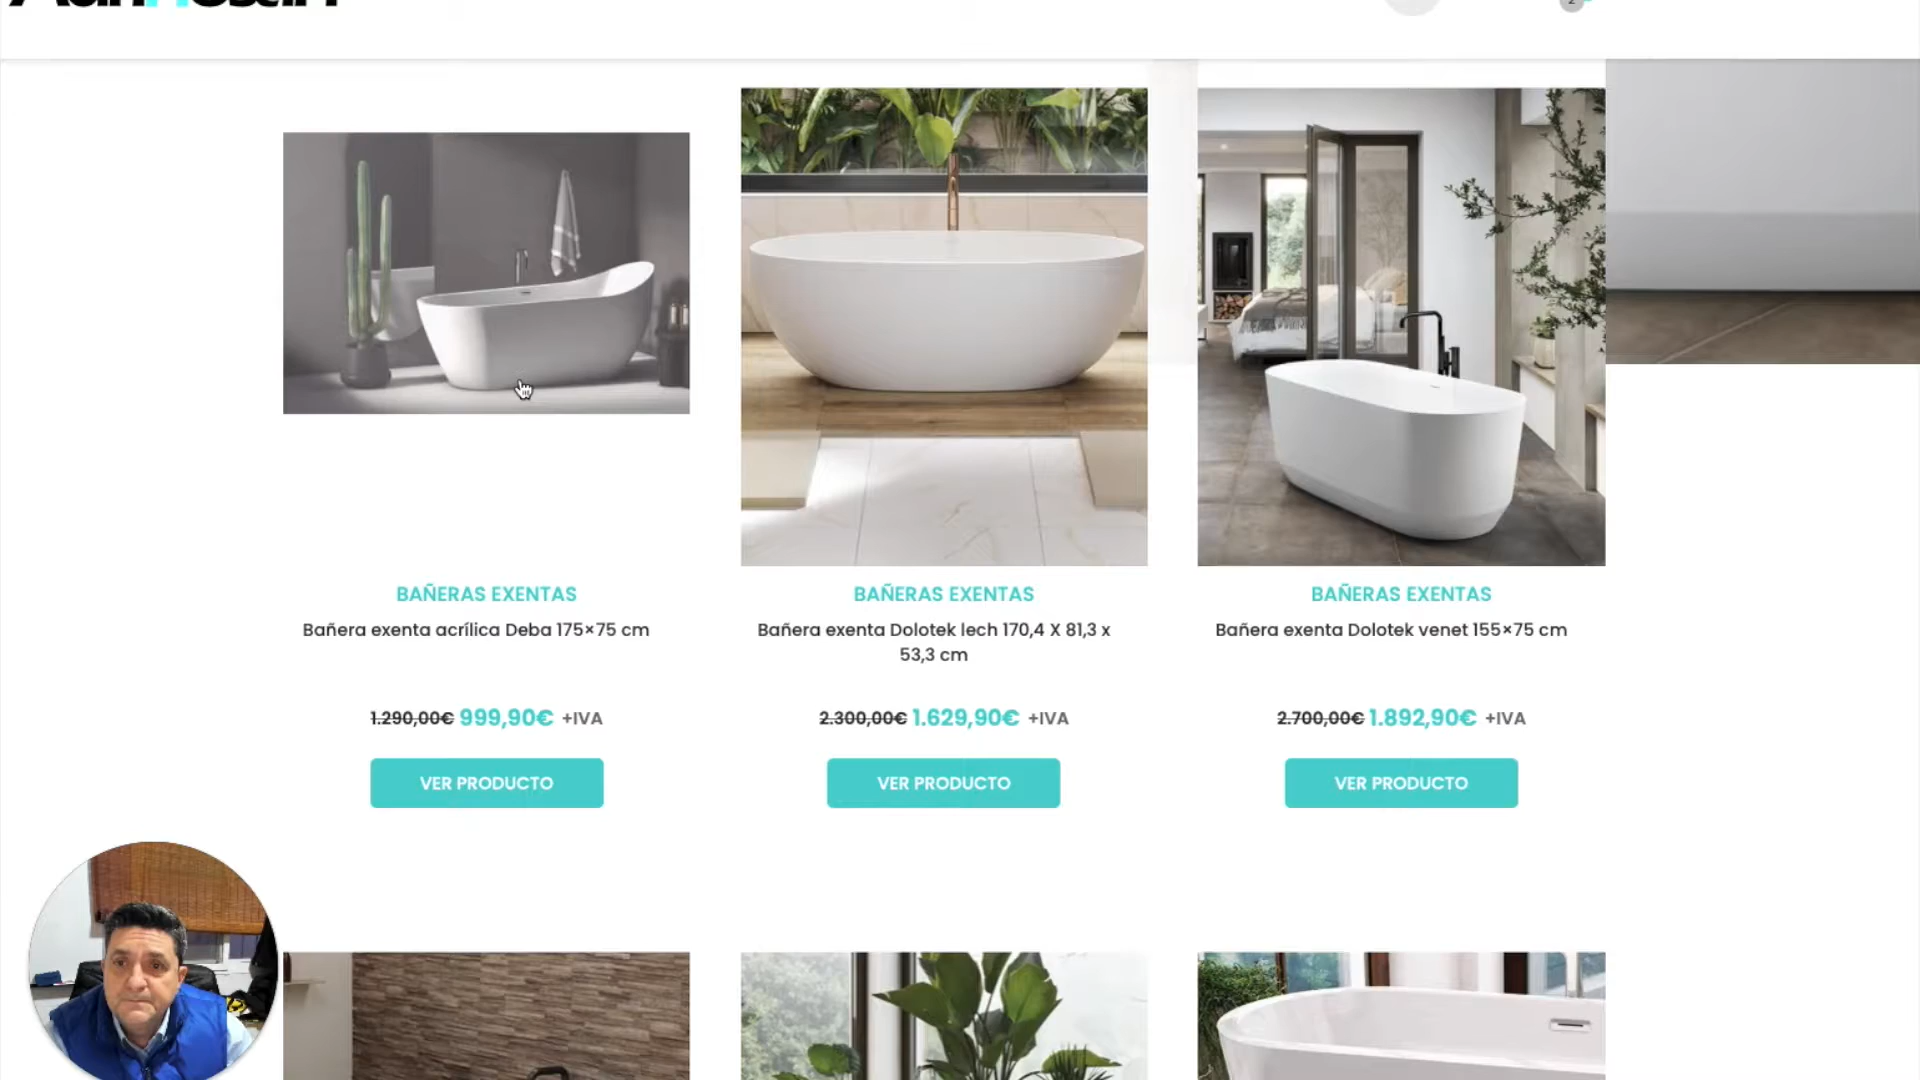 2
BAÑERAS EXENTAS
Bañera exenta acrílica Deba 175×75 cm
1.290,00€ 999,90€ +IVA
VER PRODUCTO
BAÑERAS EXENTAS
Bañera exenta Dolotek lech 170,4 X 81,3 x
53,3 cm
2.300,00€ 1.629,90€ +IVA
VER PRODUCTO
BAÑERAS EXENTAS
Bañera exenta Dolotek venet 155×75 cm
2.700,00€ 1.892,90€ +IVA
VER PRODUCTO